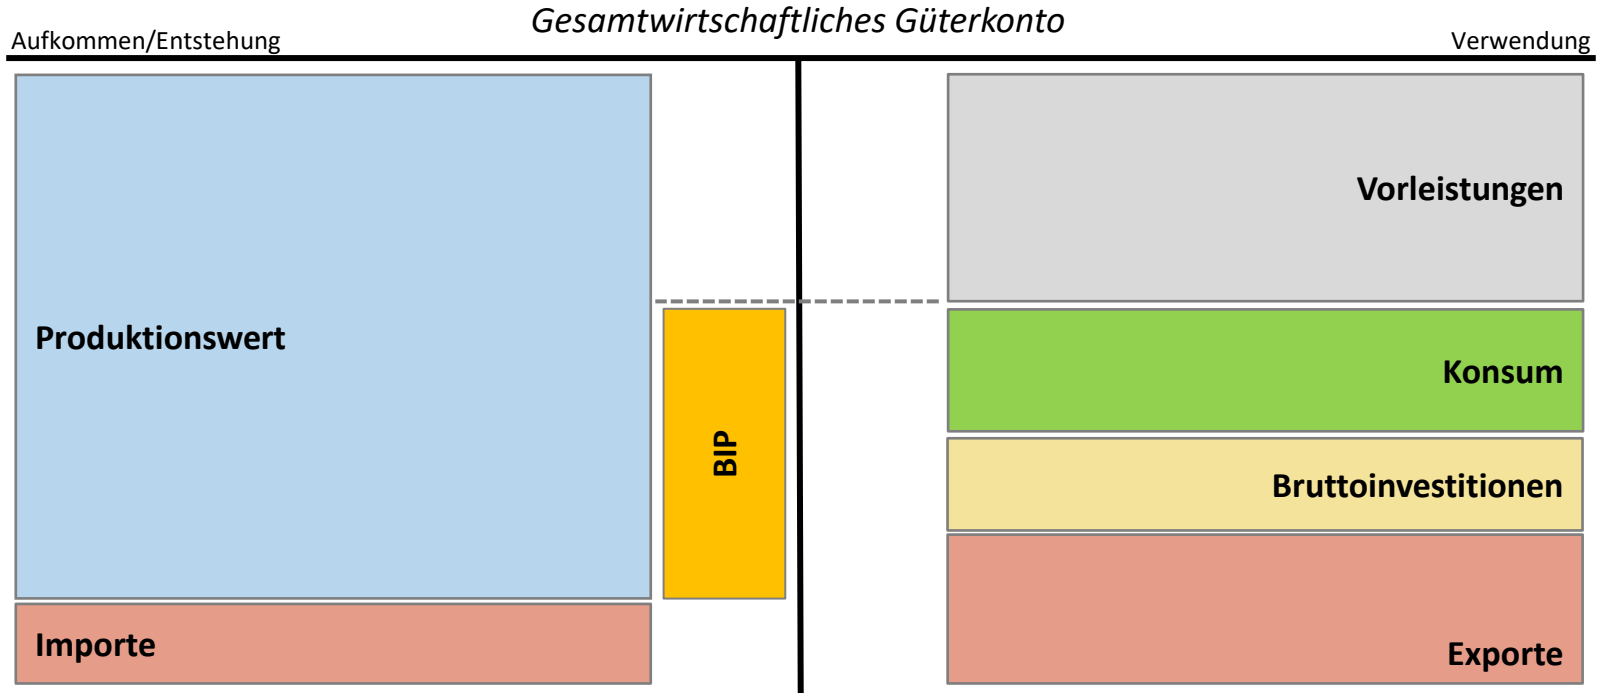 Gesamtwirtschaftliches Güterkonto
Aufkommen/Entstehung
Verwendung
Vorleistungen
Produktionswert
Konsum
BIP
Bruttoinvestitionen
Importe
Exporte